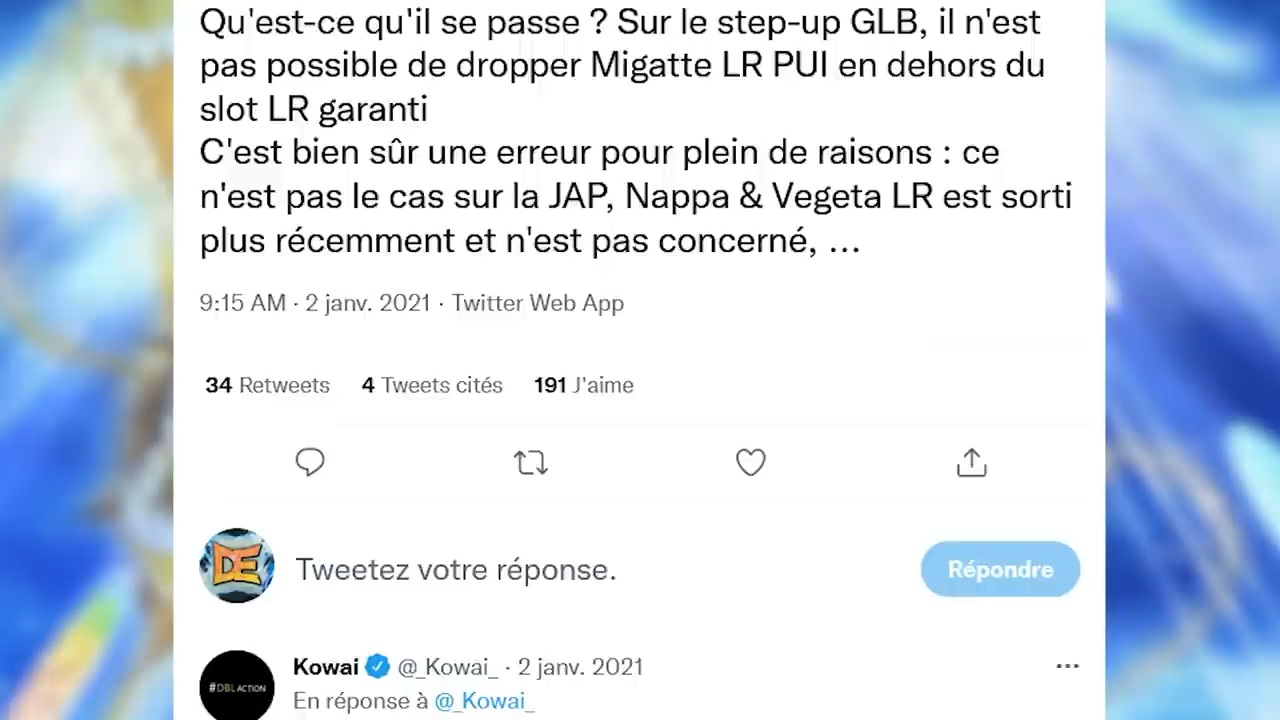 Qu'est-ce qu'il se passe ? Sur le step-up GLB, il n'est
pas possible de dropper Migatte LR PUI en dehors du
slot LR garanti
C'est bien sûr une erreur pour plein de raisons : ce
n'est pas le cas sur la JAP, Nappa & Vegeta LR est sorti
plus récemment et n'est pas concerné, ...
9:15 AM · 2 janv. 2021 · Twitter Web App
34 Retweets 4 Tweets cités 191 J'aime
DE
Tweetez votre réponse.
Répondre
#DBLACTION
Kowai @_Kowai_ · 2 janv. 2021
En réponse à @_Kowai_